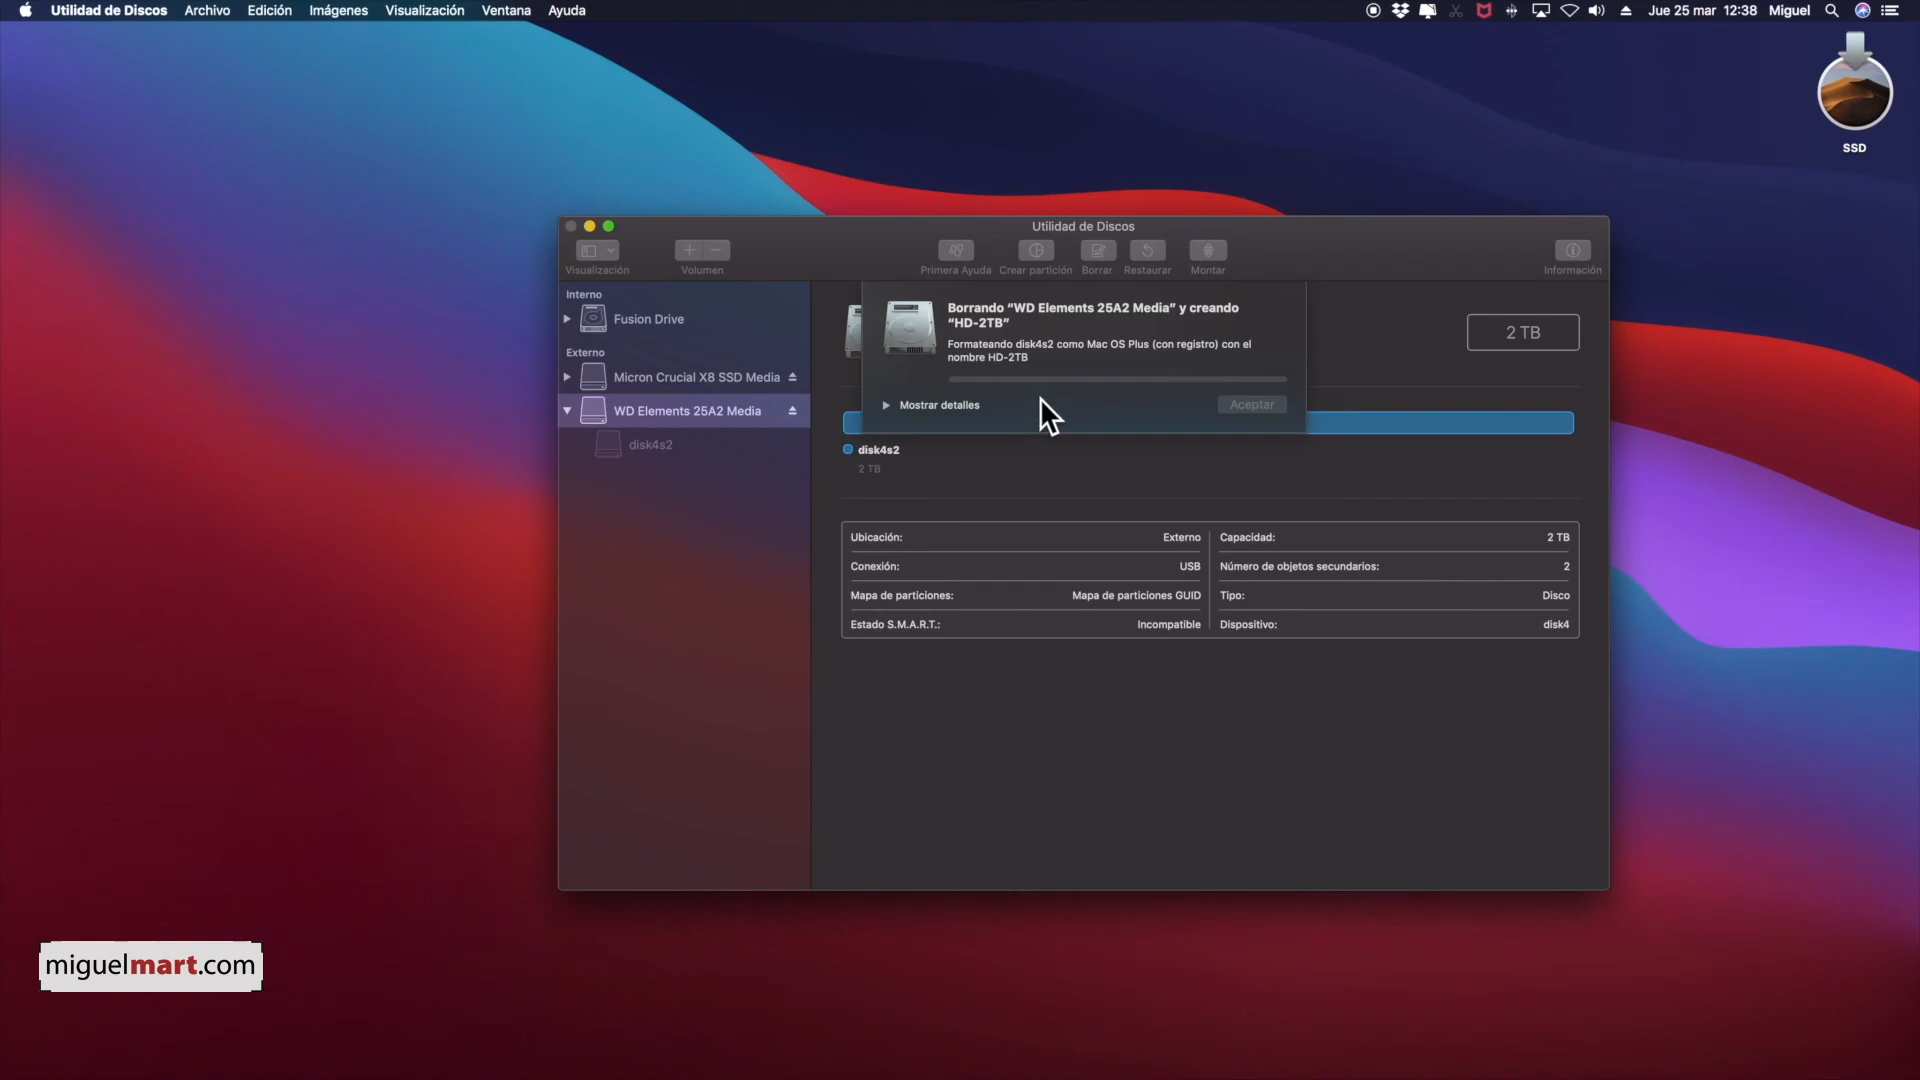 Utilidad de Discos Archivo Edición Imágenes Visualización Ventana Ayuda
Jue 25 mar 12:38 Miguel
SSD
Utilidad de Discos
Visualización Volumen Primera Ayuda Crear partición Borrar Restaurar Montar Información
Interno
Fusion Drive
Externo
Micron Crucial X8 SSD Media
WD Elements 25A2 Media
disk4s2
Borrando “WD Elements 25A2 Media” y creando
“HD-2TB”
Formateando disk4s2 como Mac OS Plus (con registro) con el
nombre HD-2TB
Mostrar detalles Aceptar
2 TB
disk4s2
2 TB
Ubicación: Externo Capacidad: 2 TB
Conexión: USB Número de objetos secundarios: 2
Mapa de particiones: Mapa de particiones GUID Tipo: Disco
Estado S.M.A.R.T.: Incompatible Dispositivo: disk4
miguelmart.com